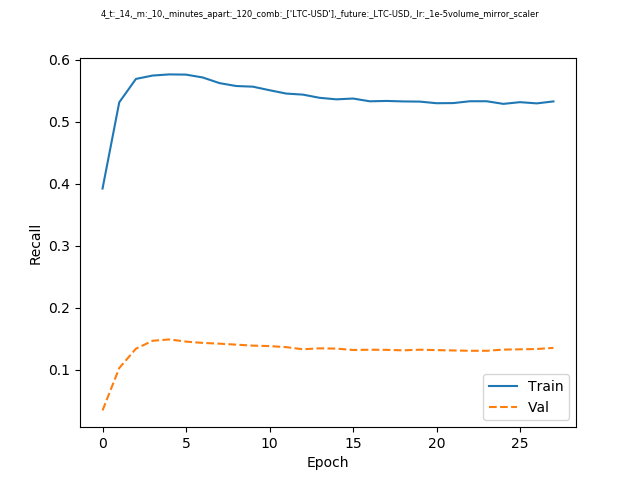 4_t:_14,_m:_10,_minutes_apart:_120_comb:_['LTC-USD'],_future:_LTC-USD,_lr:_1e-5volume_mirror_scaler
0.6
0.5
0.4
0.3
0.2
0.1
Recall
0 5 10 15 20 25
Epoch
Train
Val